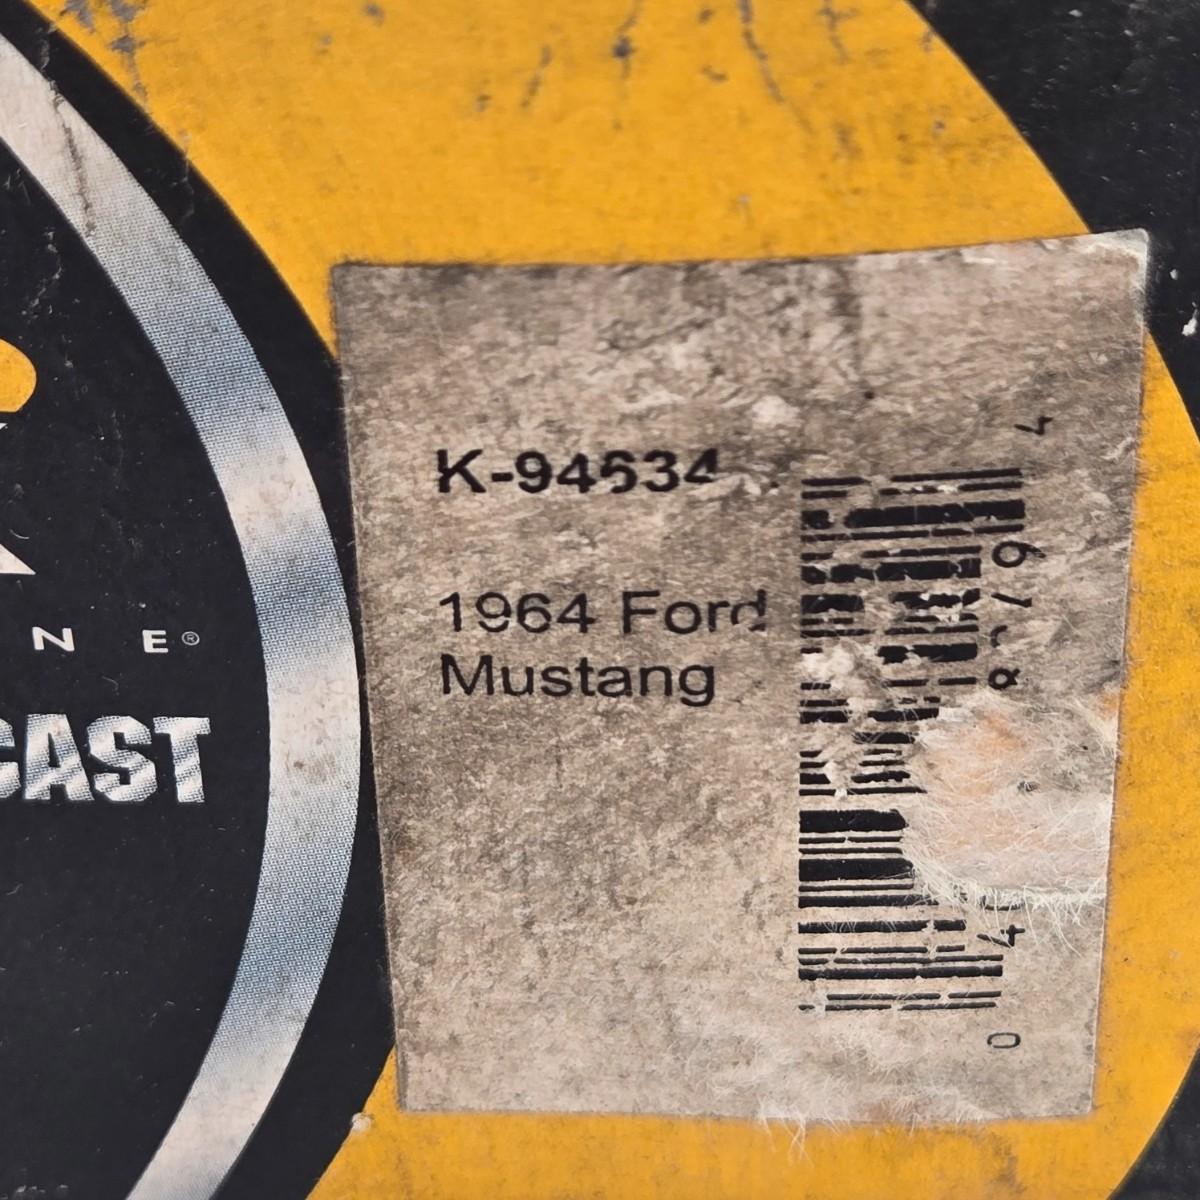 N E®
CAST
K-94634
1964 Ford
Mustang